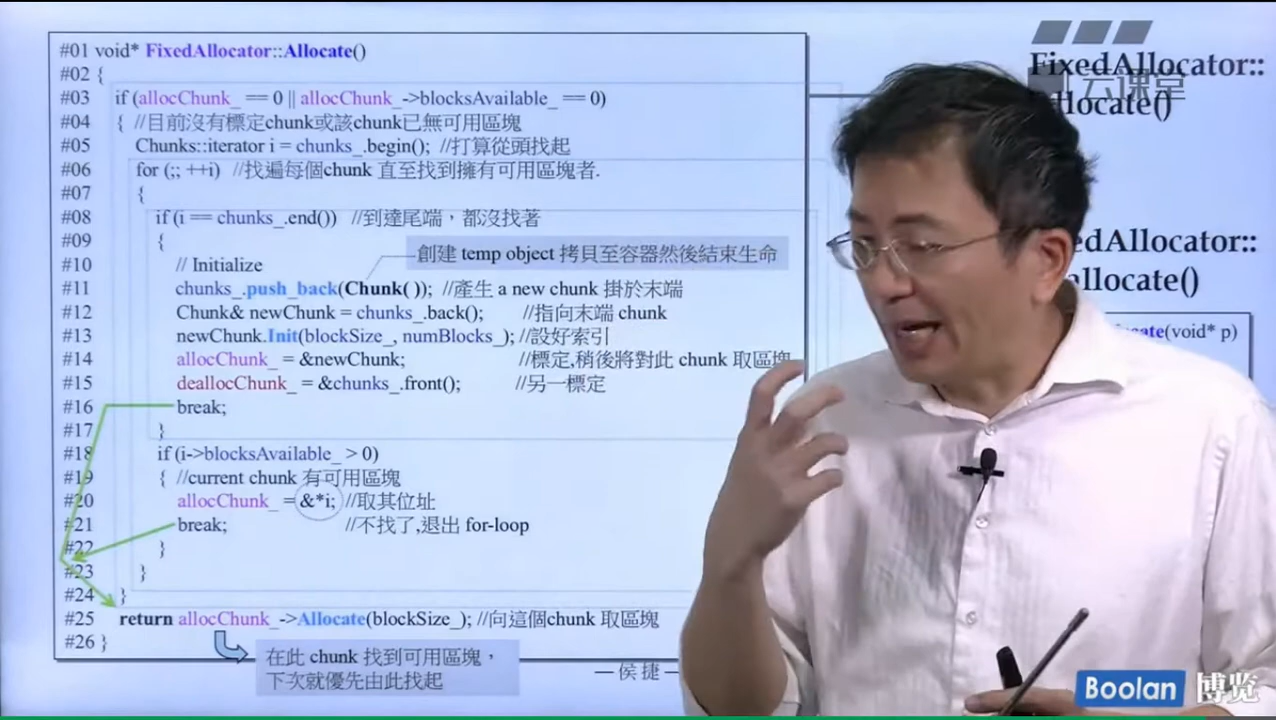 #01 void* FixedAllocator::Allocate()
#02 {
#03 if (allocChunk_ == 0 || allocChunk_->blocksAvailable_ == 0)
#04 { //目前沒有標定chunk或該chunk已無可用區塊
#05 Chunks::iterator i = chunks_.begin(); //打算從頭找起
#06 for (;; ++i) //找遍每個chunk 直至找到擁有可用區塊者.
#07 {
#08 if (i == chunks_.end()) //到達尾端，都沒找著
#09 {
創建 temp object 拷貝至容器然後結束生命
#10 // Initialize
#11 chunks_.push_back(Chunk( )); //產生 a new chunk 掛於末端
#12 Chunk& newChunk = chunks_.back(); //指向末端 chunk
#13 newChunk.Init(blockSize_, numBlocks_); //設好索引
#14 allocChunk_ = &newChunk; //標定,稍後將對此 chunk 取區塊
#15 deallocChunk_ = &chunks_.front(); //另一標定
#16 break;
#17 }
#18 if (i->blocksAvailable_ > 0)
#19 { //current chunk 有可用區塊
#20 allocChunk_ = &*i; //取其位址
#21 break; //不找了,退出 for-loop
#22 }
#23 }
#24 }
#25 return allocChunk_->Allocate(blockSize_); //向這個chunk 取區塊
#26 }
在此 chunk 找到可用區塊，
下次就優先由此找起
—侯捷—
FixedAllocator::
llocate()
云课堂
edAllocator::
allocate()
cate(void* p)
Boolan 博览